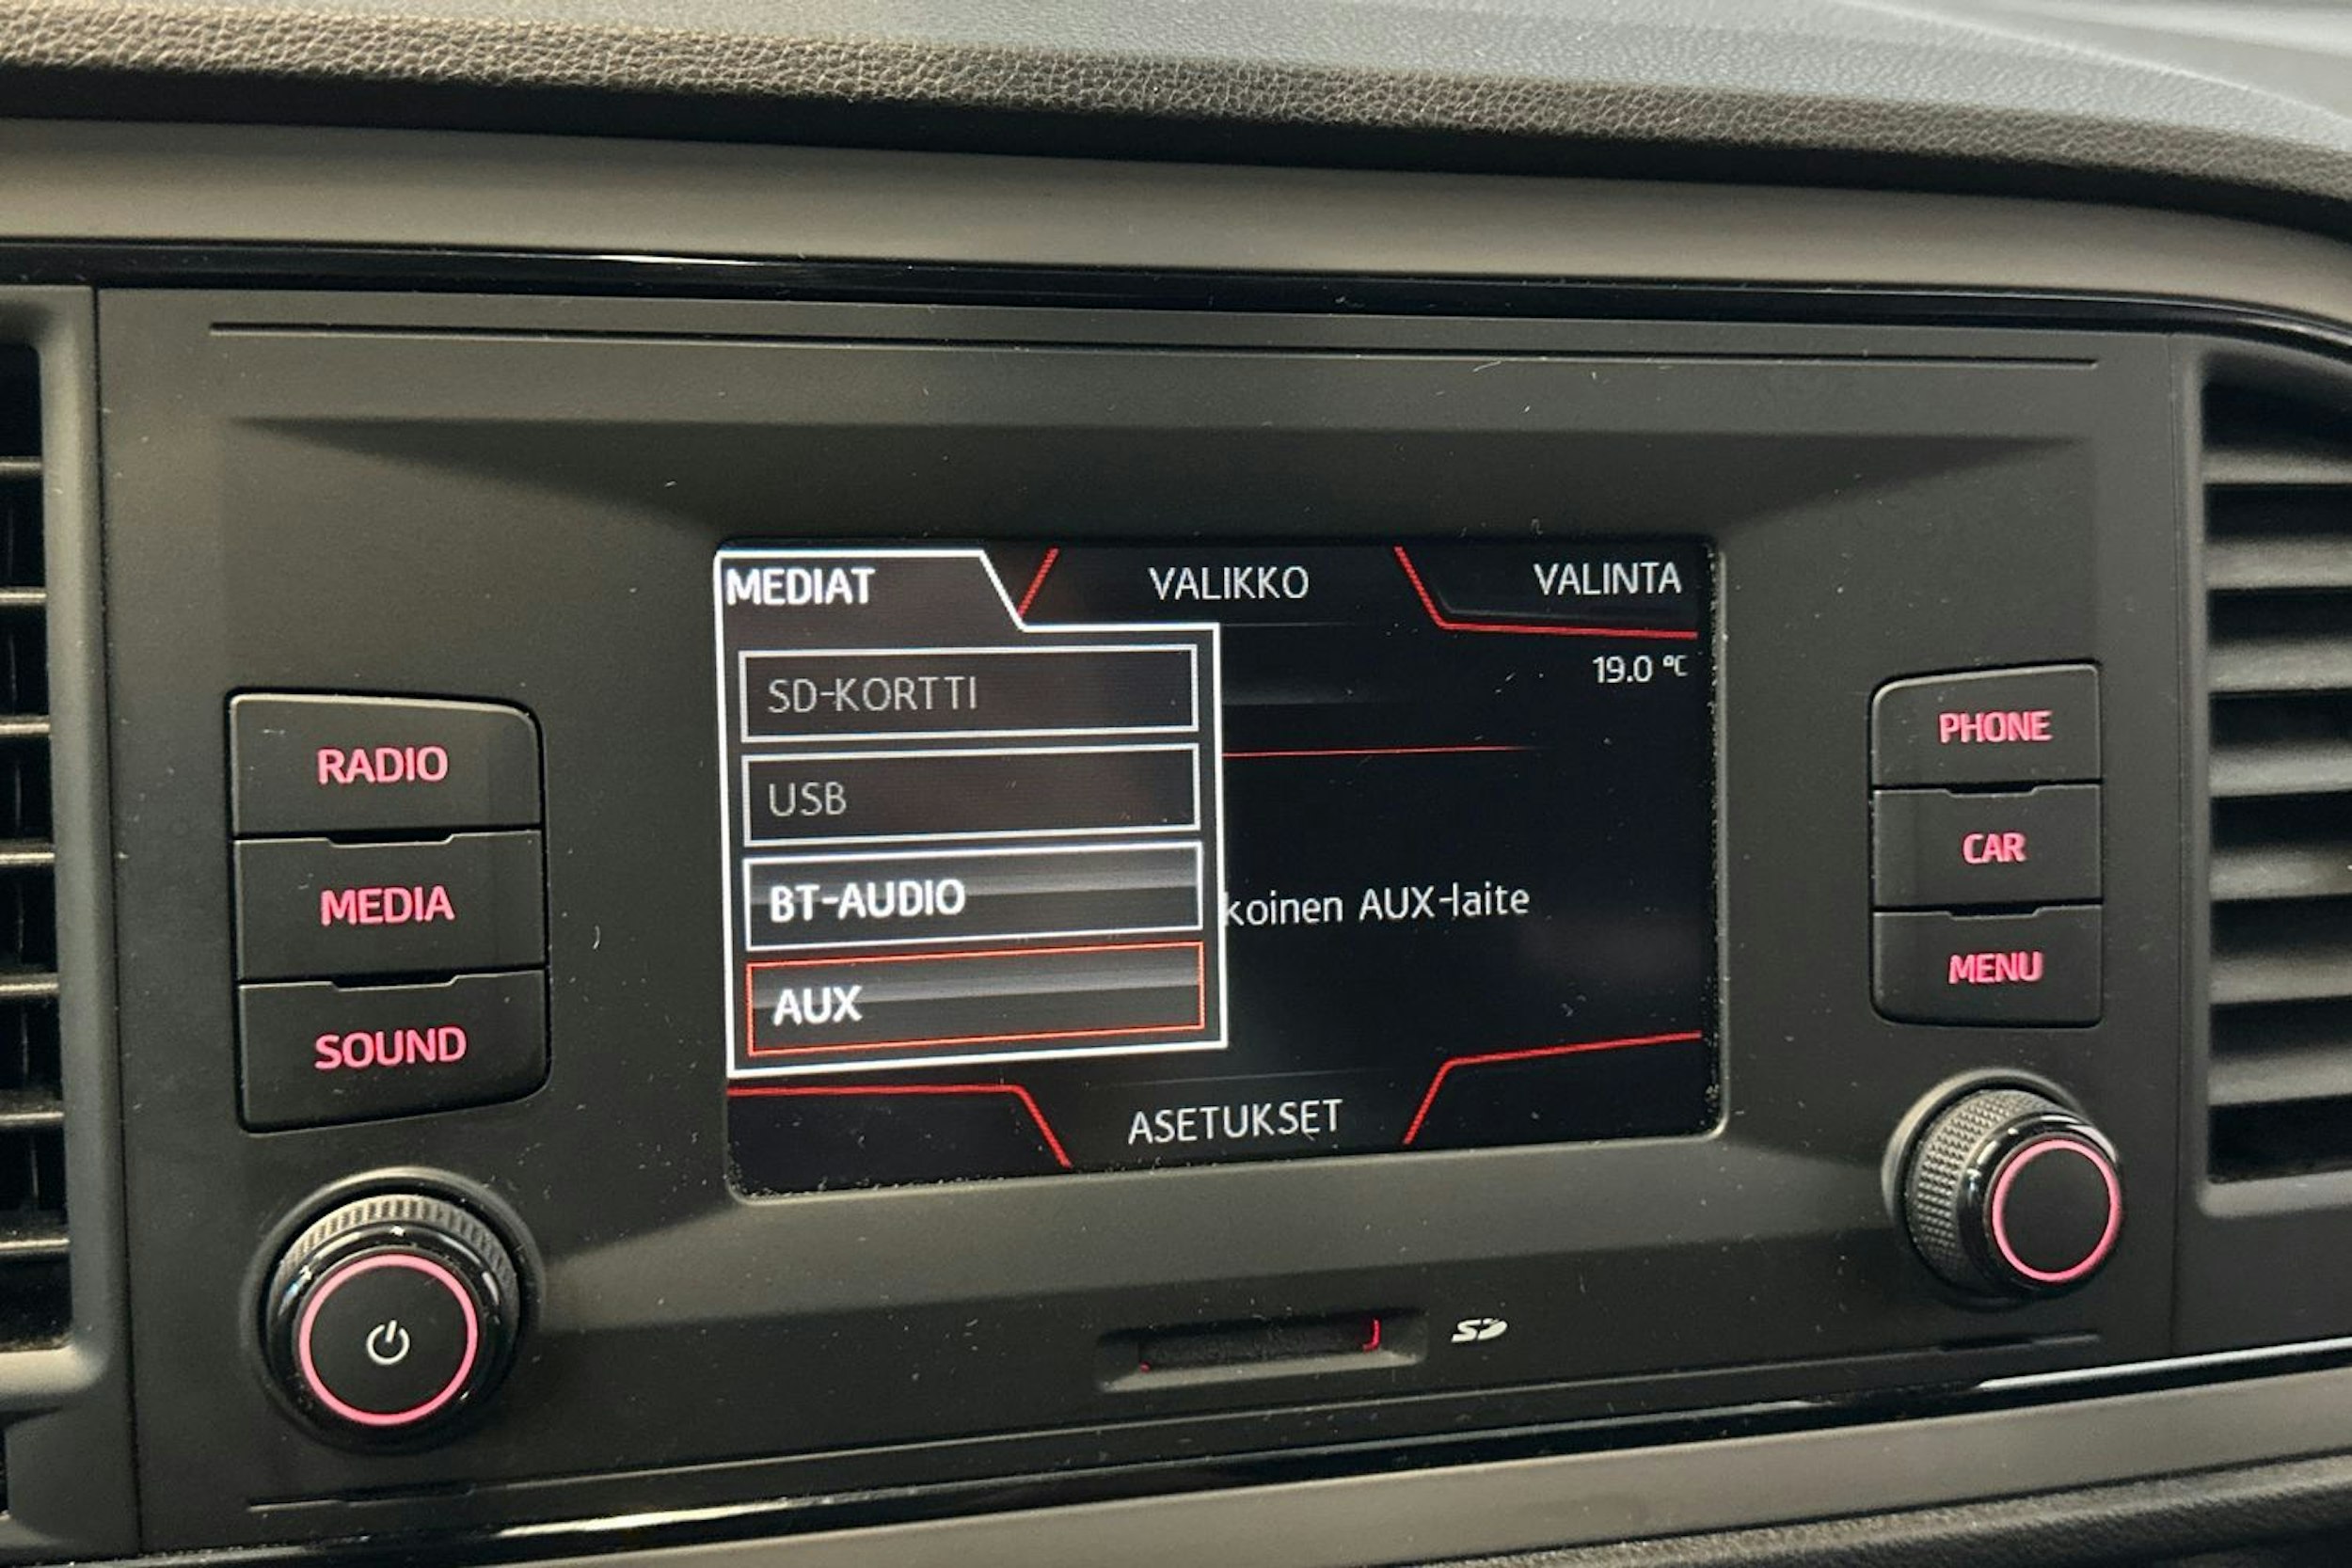 MEDIAT
VALIKKO
VALINTA
19.0 °C
SD-KORTTI
USB
BT-AUDIO
AUX
koinen AUX-laite
ASETUKSET
RADIO
MEDIA
SOUND
PHONE
CAR
MENU
SD